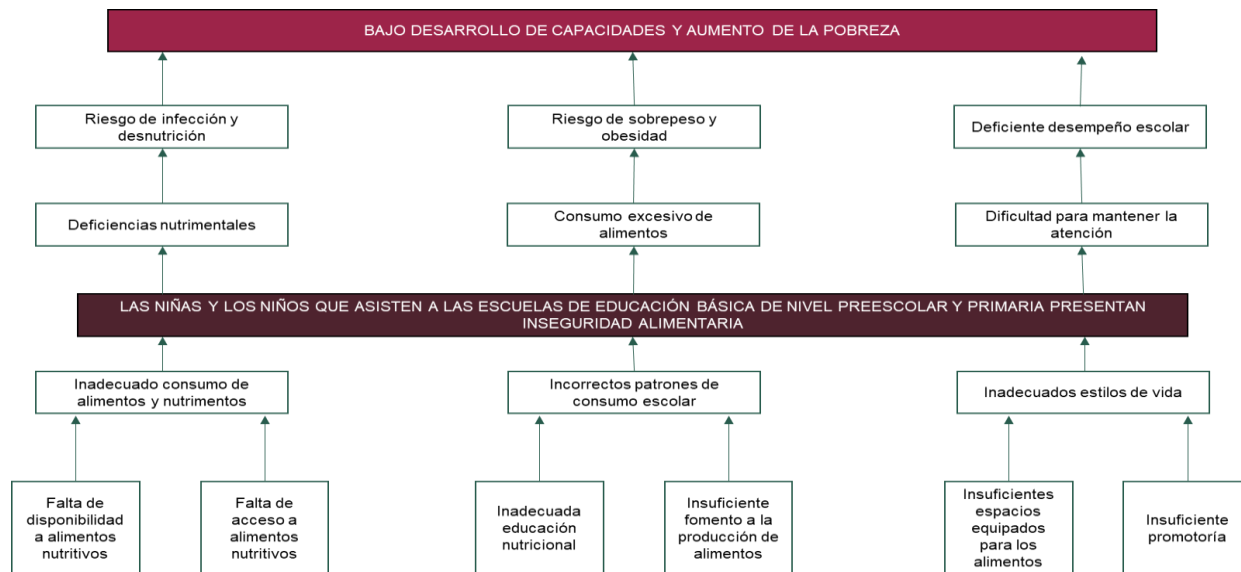 BAJO DESARROLLO DE CAPACIDADES Y AUMENTO DE LA POBREZA
Riesgo de infección y
desnutrición
Riesgo de sobrepeso y
obesidad
Deficiente desempeño escolar
Deficiencias nutrimentales
Consumo excesivo de
alimentos
Dificultad para mantener la
atención
LAS NIÑAS Y LOS NIÑOS QUE ASISTEN A LAS ESCUELAS DE EDUCACIÓN BÁSICA DE NIVEL PREESCOLAR Y PRIMARIA PRESENTAN
INSEGURIDAD ALIMENTARIA
Inadecuado consumo de
alimentos y nutrimentos
Incorrectos patrones de
consumo escolar
Inadecuados estilos de vida
Falta de
disponibilidad
a alimentos
nutritivos
Falta de
acceso a
alimentos
nutritivos
Inadecuada
educación
nutricional
Insuficiente
fomento a la
producción de
alimentos
Insuficientes
espacios
equipados
para los
alimentos
Insuficiente
promotoría